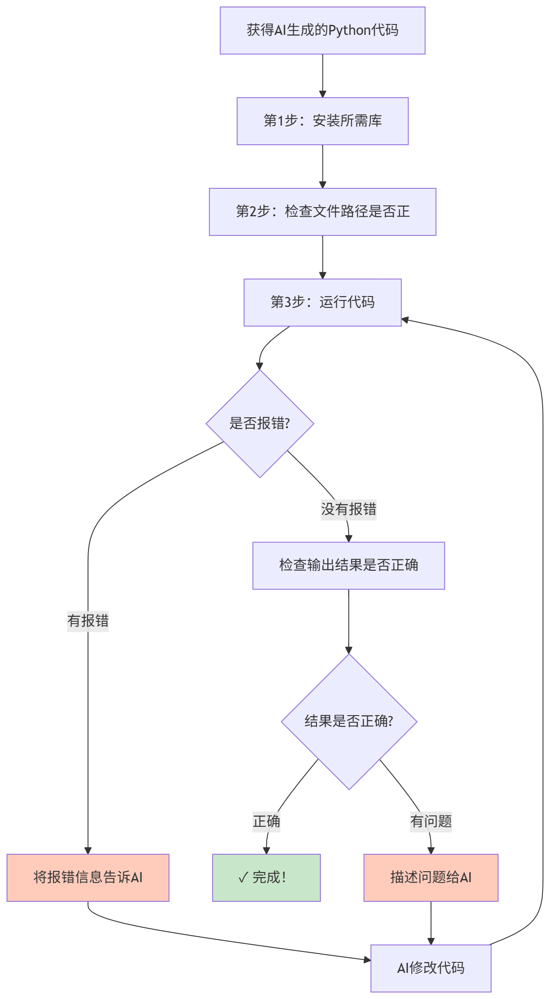 获得AI生成的Python代码
第1步：安装所需库
第2步：检查文件路径是否正
第3步：运行代码
是否报错?
没有报错
检查输出结果是否正确
有报错
结果是否正确?
正确
有问题
将报错信息告诉AI
✓ 完成！
描述问题给AI
AI修改代码